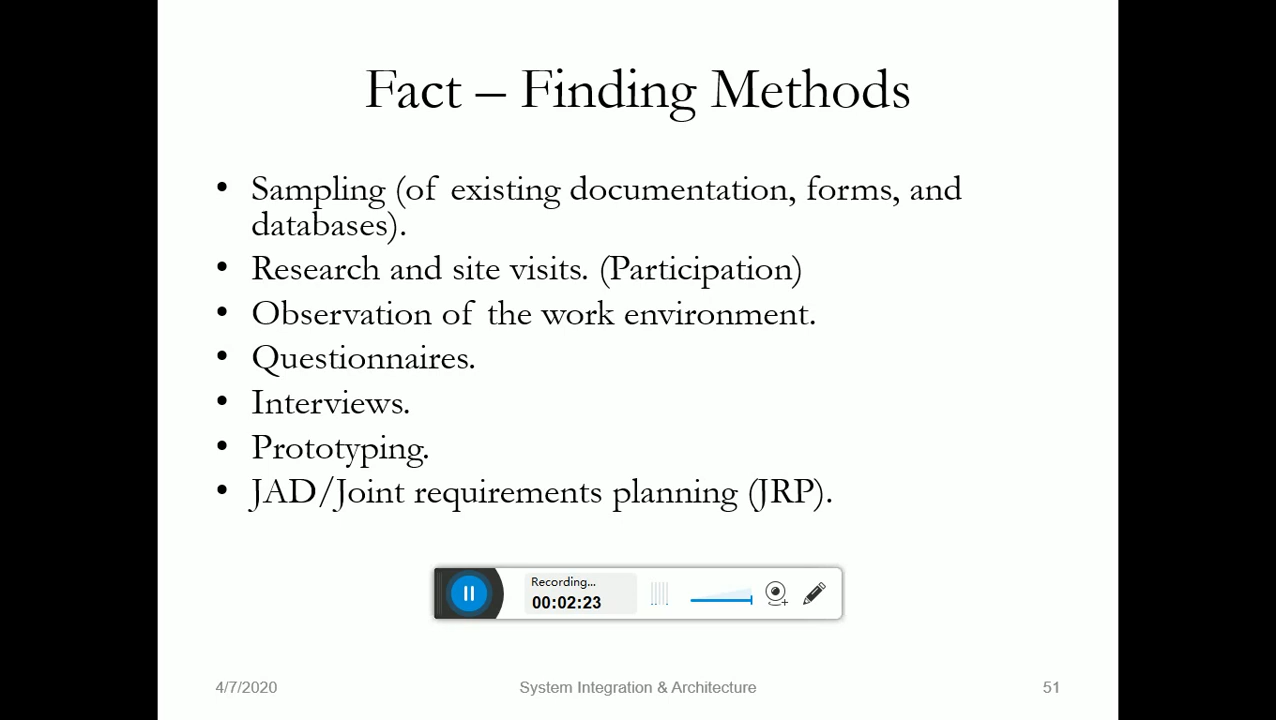 Fact – Finding Methods
• Sampling (of existing documentation, forms, and
databases).
• Research and site visits. (Participation)
• Observation of the work environment.
• Questionnaires.
• Interviews.
• Prototyping.
• JAD/Joint requirements planning (JRP).
Recording...
00:02:23
4/7/2020 System Integration & Architecture 51